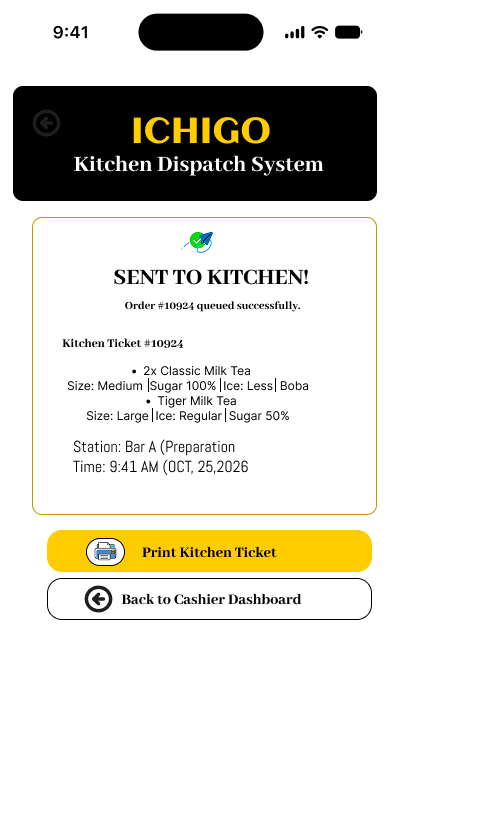 9:41
ICHIGO
Kitchen Dispatch System
SENT TO KITCHEN!
Order #10924 queued successfully.
Kitchen Ticket #10924
• 2x Classic Milk Tea
Size: Medium |Sugar 100% |Ice: Less| Boba
• Tiger Milk Tea
Size: Large|Ice: Regular|Sugar 50%
Station: Bar A (Preparation
Time: 9:41 AM (OCT, 25,2026
Print Kitchen Ticket
Back to Cashier Dashboard